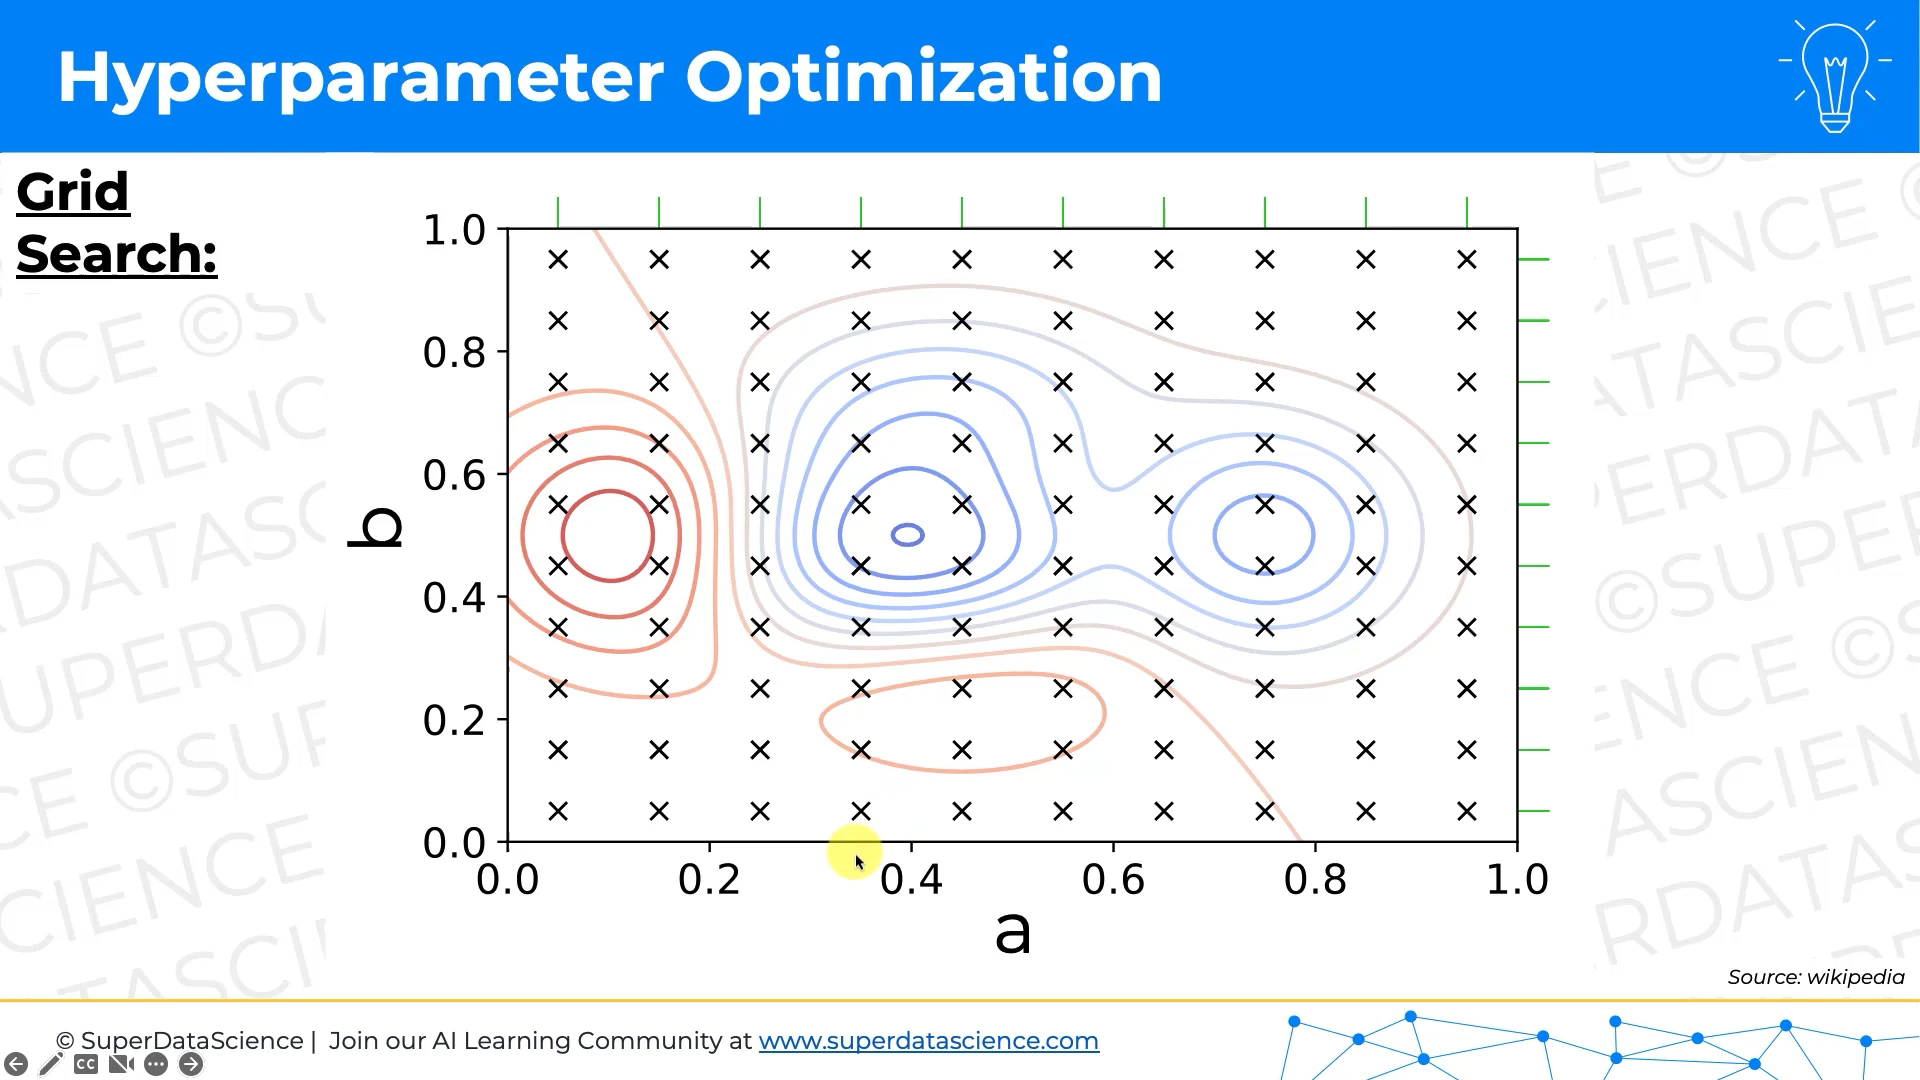 Hyperparameter Optimization
Grid
Search:
1.0
0.8
0.6
0.4
0.2
0.0
b
0.0 0.2 0.4 0.6 0.8 1.0
a
Source: wikipedia
© SuperDataScience | Join our AI Learning Community at www.superdatascience.com
CC